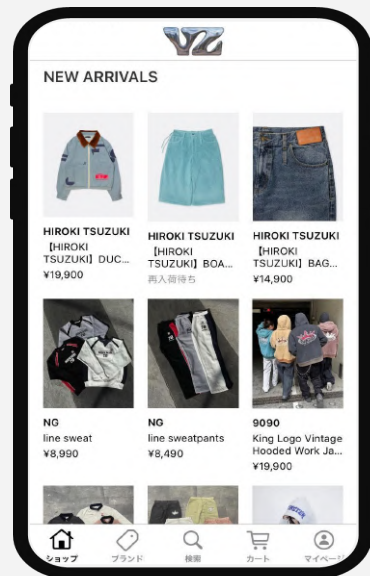 NEW ARRIVALS
HIROKI TSUZUKI
【HIROKI
TSUZUKI】DUC...
¥19,900
HIROKI TSUZUKI
【HIROKI
TSUZUKI】BOA...
再入荷待ち
HIROKI TSUZUKI
【HIROKI
TSUZUKI】BAG...
¥14,900
NG
line sweat
¥8,990
NG
line sweatpants
¥8,490
9090
King Logo Vintage
Hooded Work Ja...
¥19,900
ショップ
ブランド
検索
カート
マイページ